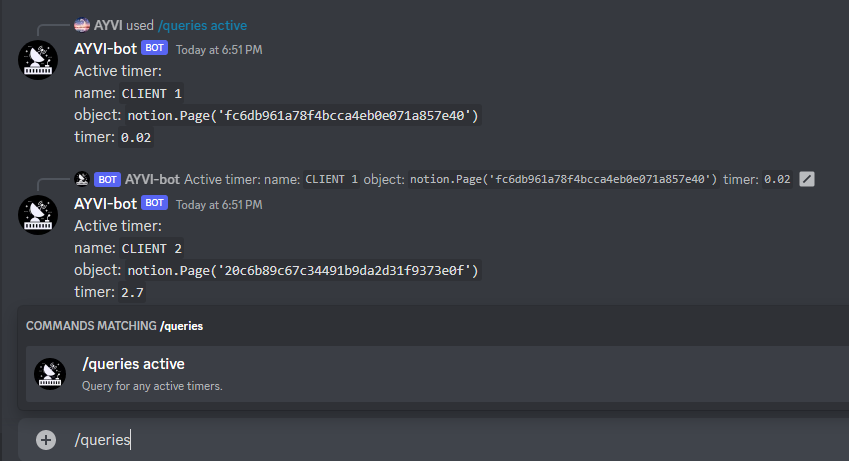 AYVI used /queries active
AYVI-bot BOT Today at 6:51 PM
Active timer:
name: CLIENT 1
object: notion.Page('fc6db961a78f4bcca4eb0e071a857e40')
timer: 0.02
BOT AYVI-bot Active timer: name: CLIENT 1 object: notion.Page('fc6db961a78f4bcca4eb0e071a857e40') timer: 0.02
AYVI-bot BOT Today at 6:51 PM
Active timer:
name: CLIENT 2
object: notion.Page('20c6b89c67c34491b9da2d31f9373e0f')
timer: 2.7
COMMANDS MATCHING /queries
/queries active
Query for any active timers.
/queries